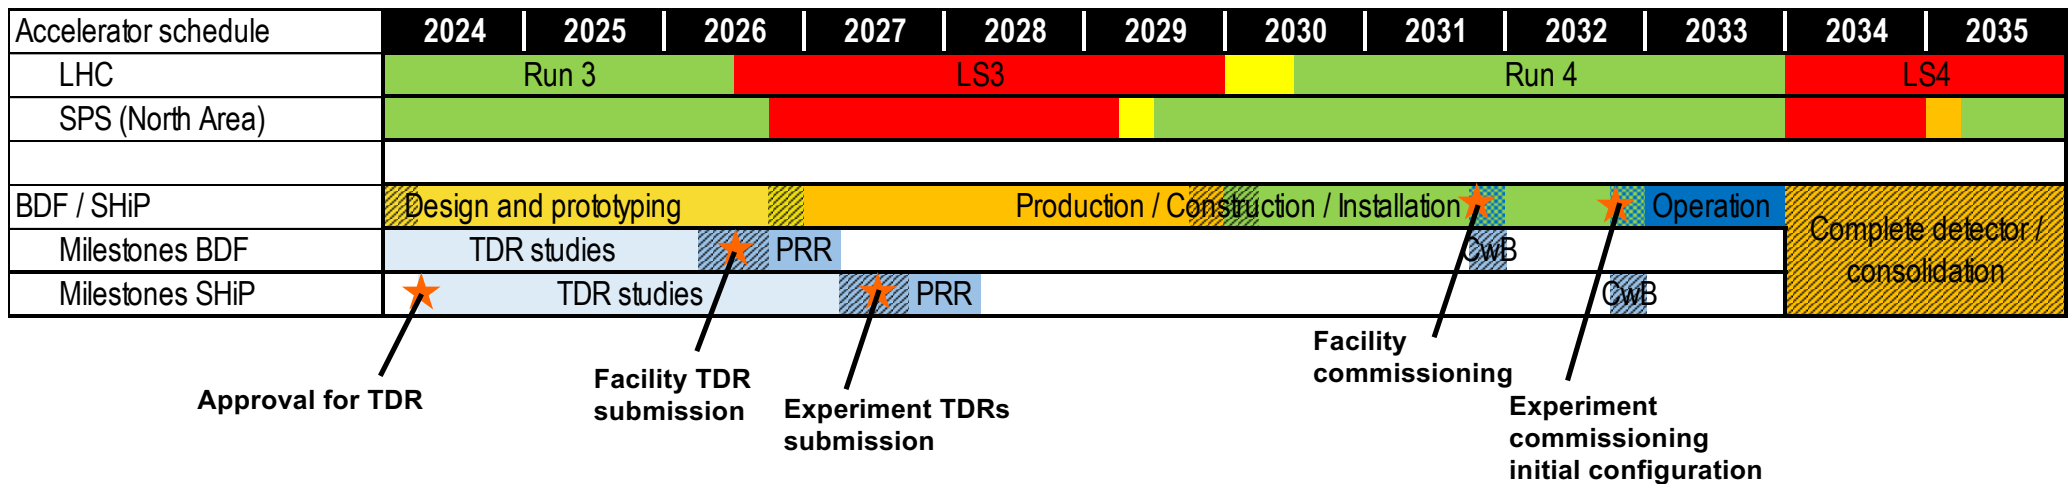 Accelerator schedule 2024 2025 2026 2027 2028 2029 2030 2031 2032 2033 2034 2035
LHC Run 3 LS3 Run 4 LS4
SPS (North Area)
BDF / SHiP Design and prototyping Production / Construction / Installation Operation
Complete detector /
consolidation
Milestones BDF TDR studies PRR CwB
Milestones SHiP TDR studies PRR CwB
Approval for TDR
Facility TDR
submission
Experiment TDRs
submission
Facility
commissioning
Experiment
commissioning
initial configuration